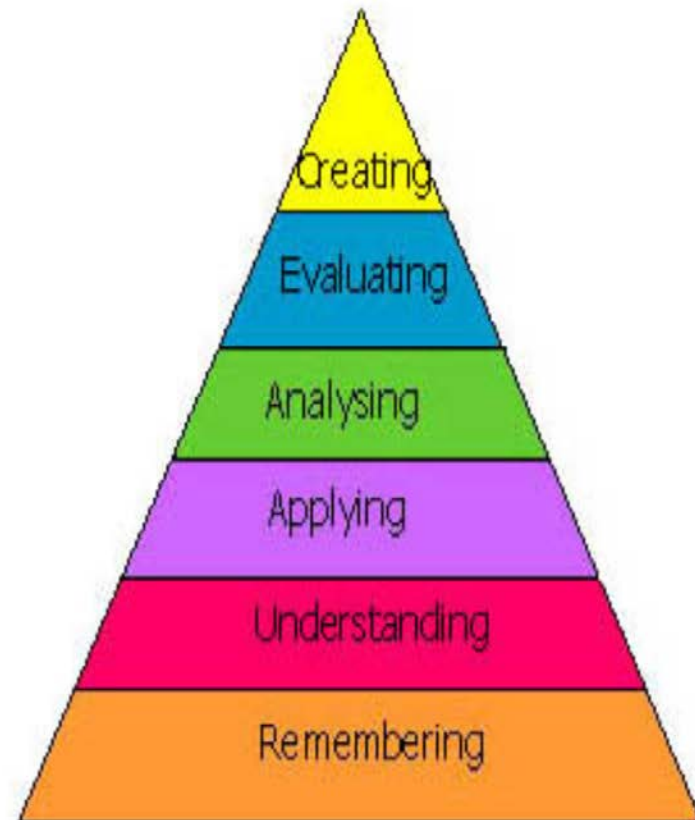 Creating
Evaluating
Analysing
Applying
Understanding
Remembering